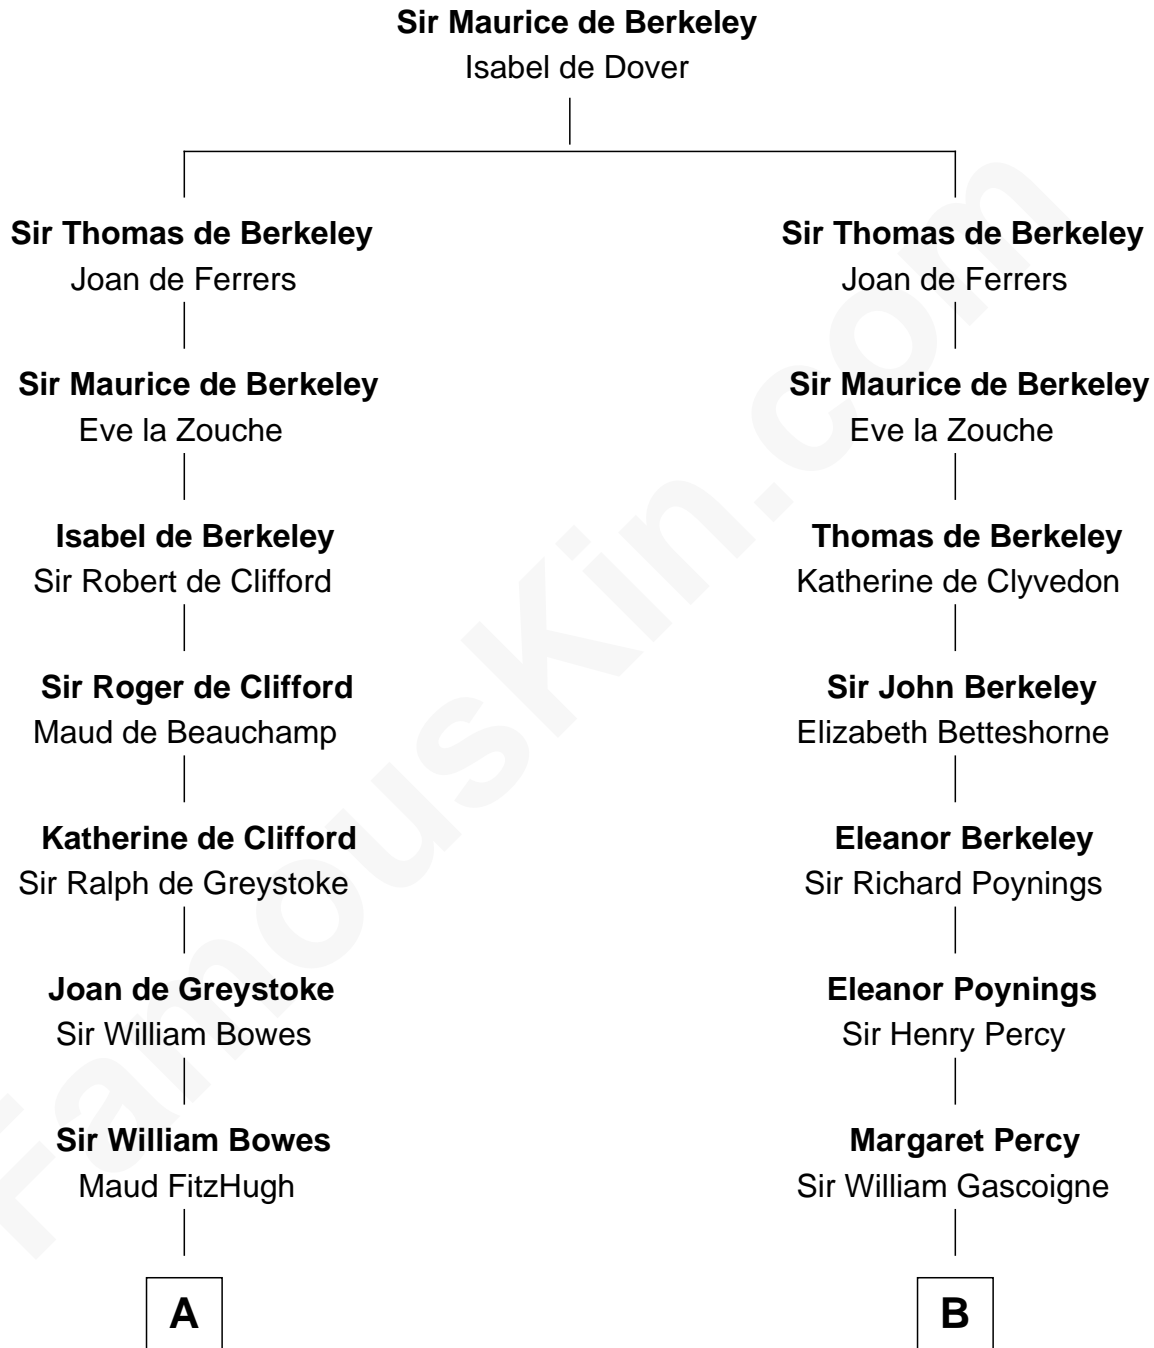 Sir Maurice de Berkeley
Isabel de Dover
Sir Thomas de Berkeley
Joan de Ferrers
Sir Thomas de Berkeley
Joan de Ferrers
Sir Maurice de Berkeley
Eve la Zouche
Sir Maurice de Berkeley
Eve la Zouche
Isabel de Berkeley
Sir Robert de Clifford
Thomas de Berkeley
Katherine de Clyvedon
Sir Roger de Clifford
Maud de Beauchamp
Sir John Berkeley
Elizabeth Betteshorne
Katherine de Clifford
Sir Ralph de Greystoke
Eleanor Berkeley
Sir Richard Poynings
Joan de Greystoke
Sir William Bowes
Eleanor Poynings
Sir Henry Percy
Sir William Bowes
Maud FitzHugh
Margaret Percy
Sir William Gascoigne
A
B
FamousKin.com